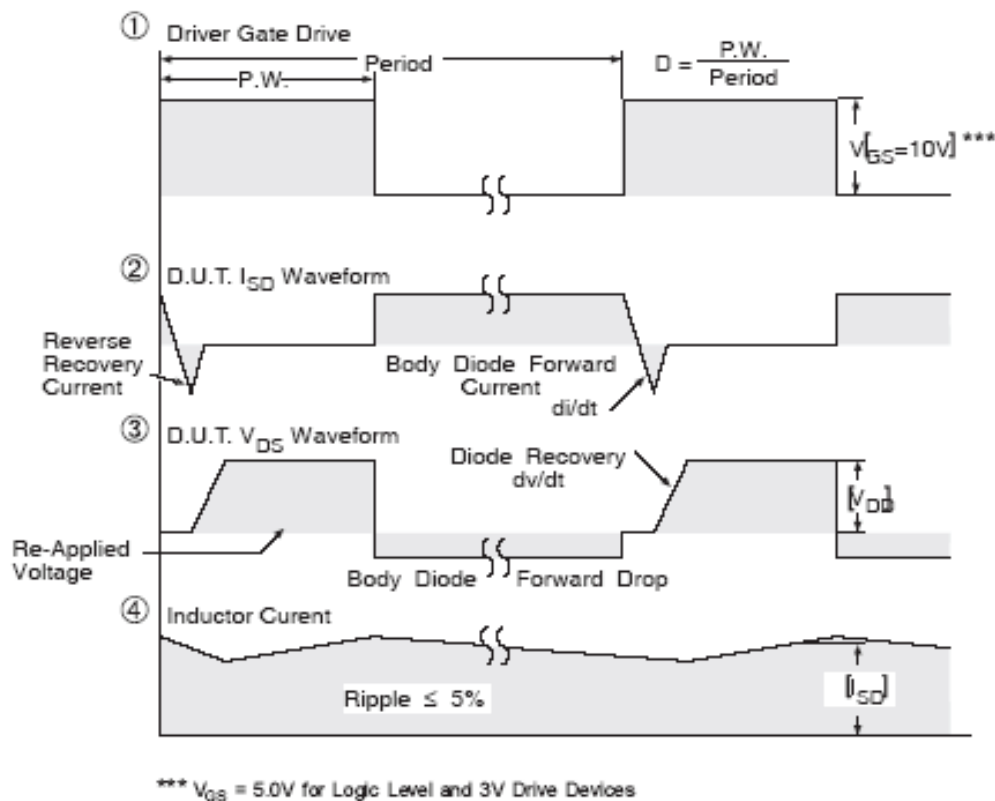 ① Driver Gate Drive
Period
P.W.
D = P.W.
Period
V[GS=10V] ***
② D.U.T. ISD Waveform
Reverse
Recovery
Current
Body Diode Forward
Current
di/dt
③ D.U.T. VDS Waveform
Diode Recovery
dv/dt
[VDD]
Re-Applied
Voltage
Body Diode Forward Drop
④ Inductor Curent
Ripple ≤ 5%
[ISD]
*** VGS = 5.0V for Logic Level and 3V Drive Devices